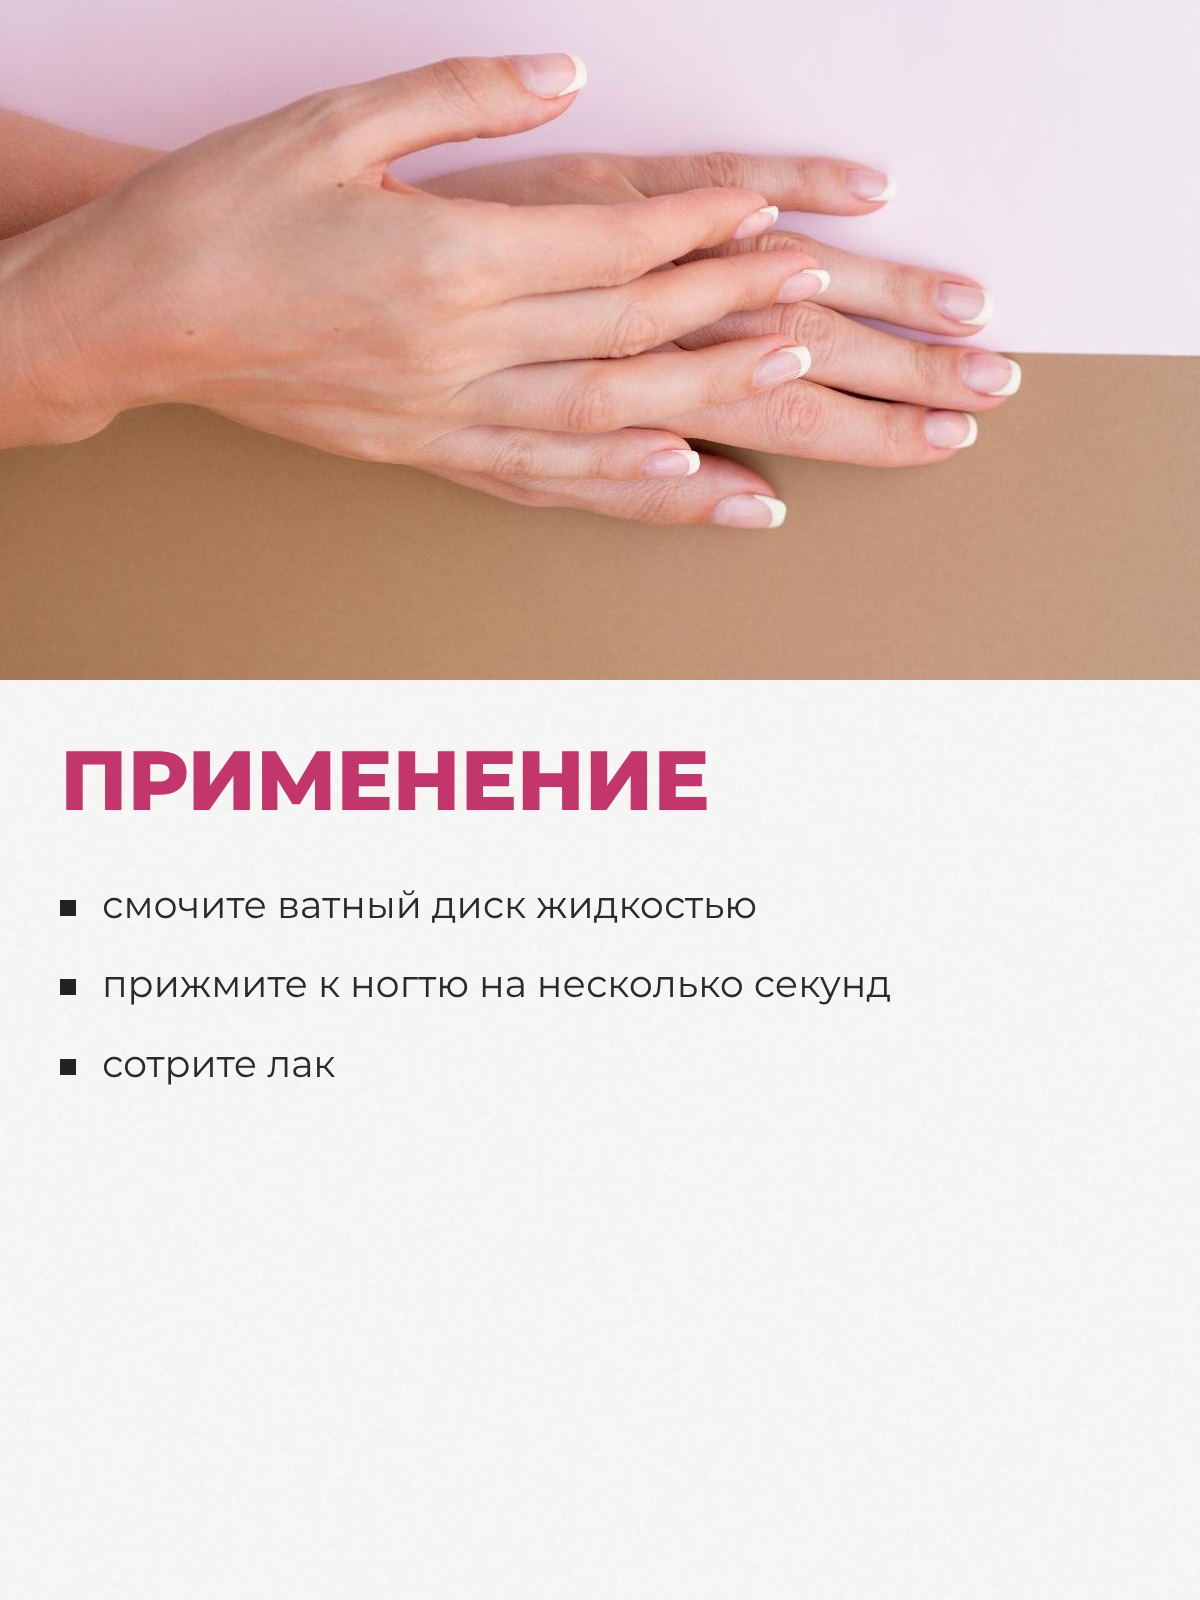 ПРИМЕНЕНИЕ
смочите ватный диск жидкостью
прижмите к ногтю на несколько секунд
сотрите лак